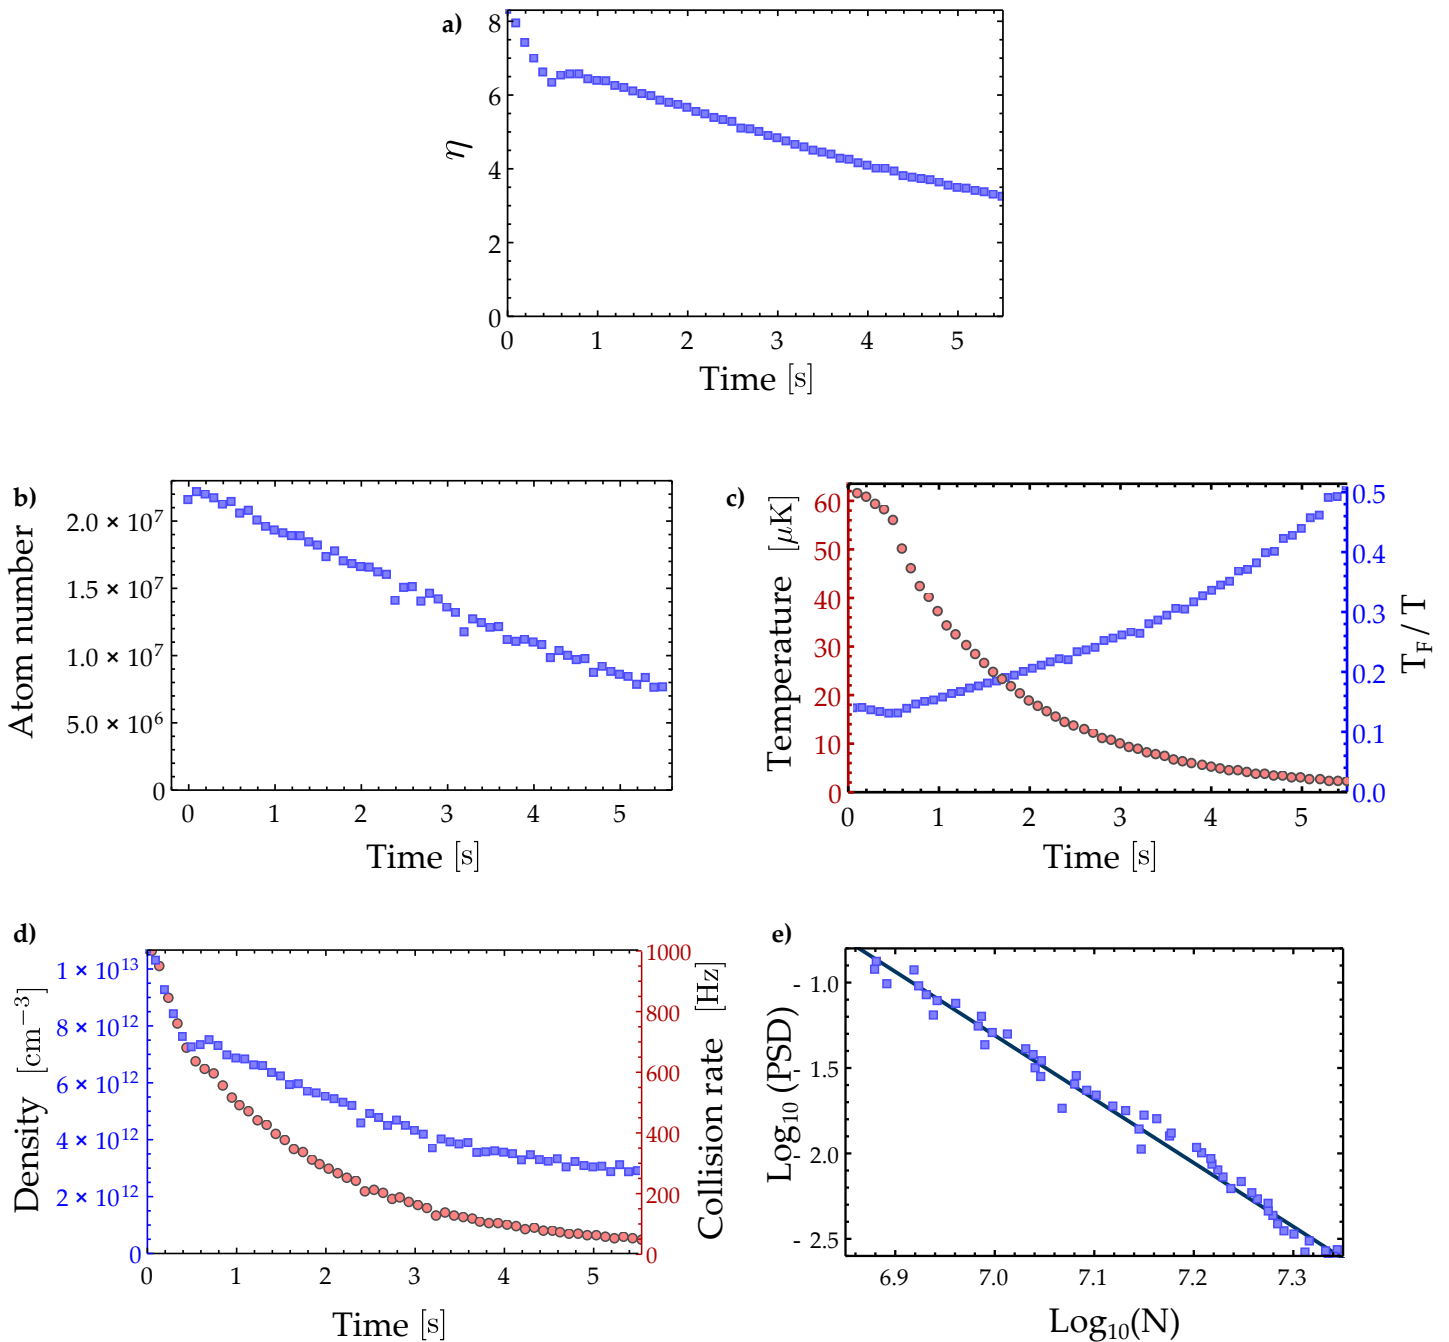 a)
8
6
4
2
0
η
0 1 2 3 4 5
Time [s]
b)
2.0 × 10⁷
1.5 × 10⁷
1.0 × 10⁷
5.0 × 10⁶
0
Atom number
0 1 2 3 4 5
Time [s]
c)
60
50
40
30
20
10
0
Temperature [μK]
0.5
0.4
0.3
0.2
0.1
0.0
T_F / T
0 1 2 3 4 5
Time [s]
d)
1 × 10¹³
8 × 10¹²
6 × 10¹²
4 × 10¹²
2 × 10¹²
0
Density [cm⁻³]
1000
800
600
400
200
0
Collision rate [Hz]
0 1 2 3 4 5
Time [s]
e)
- 1.0
- 1.5
- 2.0
- 2.5
Log₁₀(PSD)
6.9 7.0 7.1 7.2 7.3
Log₁₀(N)